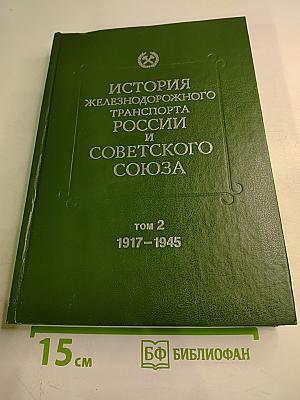 ИСТОРИЯ
ЖЕЛЕЗНОДОРОЖНОГО
ТРАНСПОРТА
РОССИИ
И
СОВЕТСКОГО
СОЮЗА
ТОМ 2
1917–1945
15 см
БФ БИБЛИОФАН